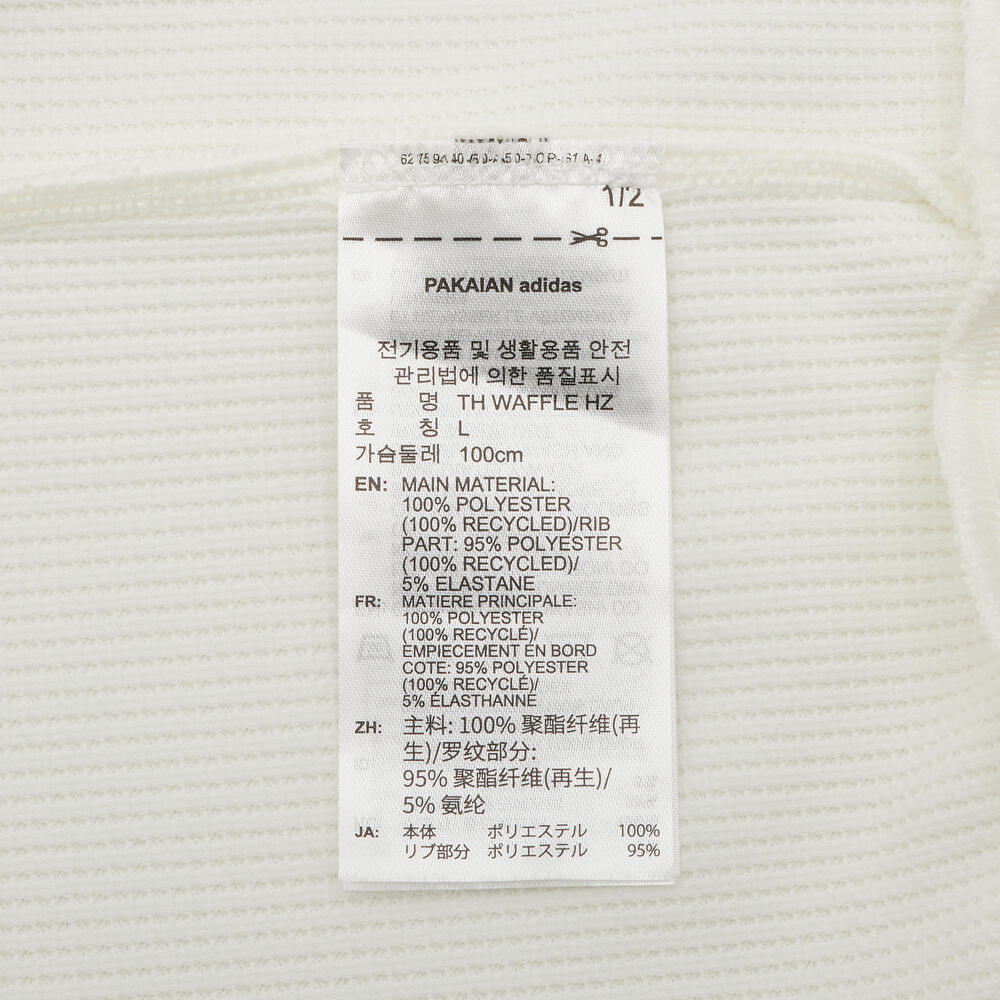 1/2
PAKAIAN adidas
전기용품 및 생활용품 안전
관리법에 의한 품질표시
품 명 TH WAFFLE HZ
호 칭 L
가슴둘레 100cm
EN: MAIN MATERIAL:
100% POLYESTER
(100% RECYCLED)/RIB
PART: 95% POLYESTER
(100% RECYCLED)/
5% ELASTANE
FR: MATIERE PRINCIPALE:
100% POLYESTER
(100% RECYCLÉ)/
EMPIECEMENT EN BORD
COTE: 95% POLYESTER
(100% RECYCLÉ)/
5% ÉLASTHANNE
ZH: 主料: 100% 聚酯纤维(再
生)/罗纹部分:
95% 聚酯纤维(再生)/
5% 氨纶
JA: 本体 ポリエステル 100%
リブ部分 ポリエステル 95%